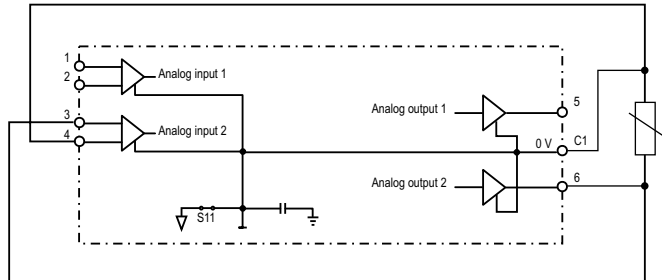 1
2
Analog input 1
3
4
Analog input 2
Analog output 1
5
0 V
C1
Analog output 2
6
S11